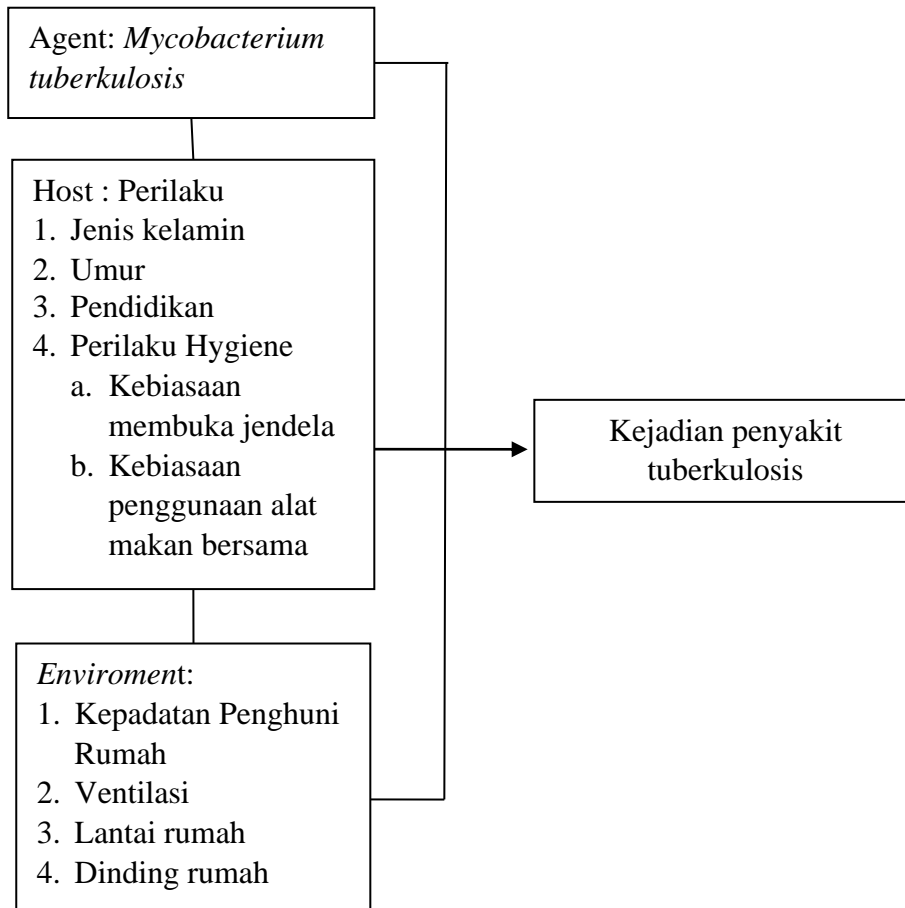 Agent: Mycobacterium
tuberkulosis
Host : Perilaku
1. Jenis kelamin
2. Umur
3. Pendidikan
4. Perilaku Hygiene
a. Kebiasaan
membuka jendela
b. Kebiasaan
penggunaan alat
makan bersama
Kejadian penyakit
tuberkulosis
Enviroment:
1. Kepadatan Penghuni
Rumah
2. Ventilasi
3. Lantai rumah
4. Dinding rumah